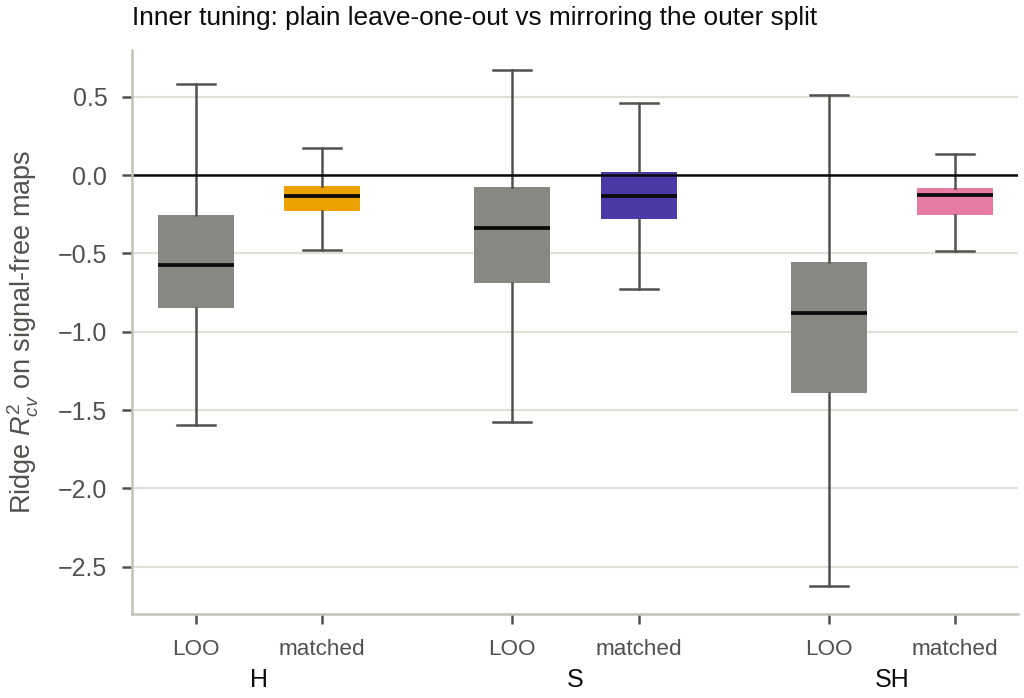 Inner tuning: plain leave-one-out vs mirroring the outer split
Ridge R²cv on signal-free maps
0.5
0.0
−0.5
−1.0
−1.5
−2.0
−2.5
LOO matched LOO matched LOO matched
H S SH